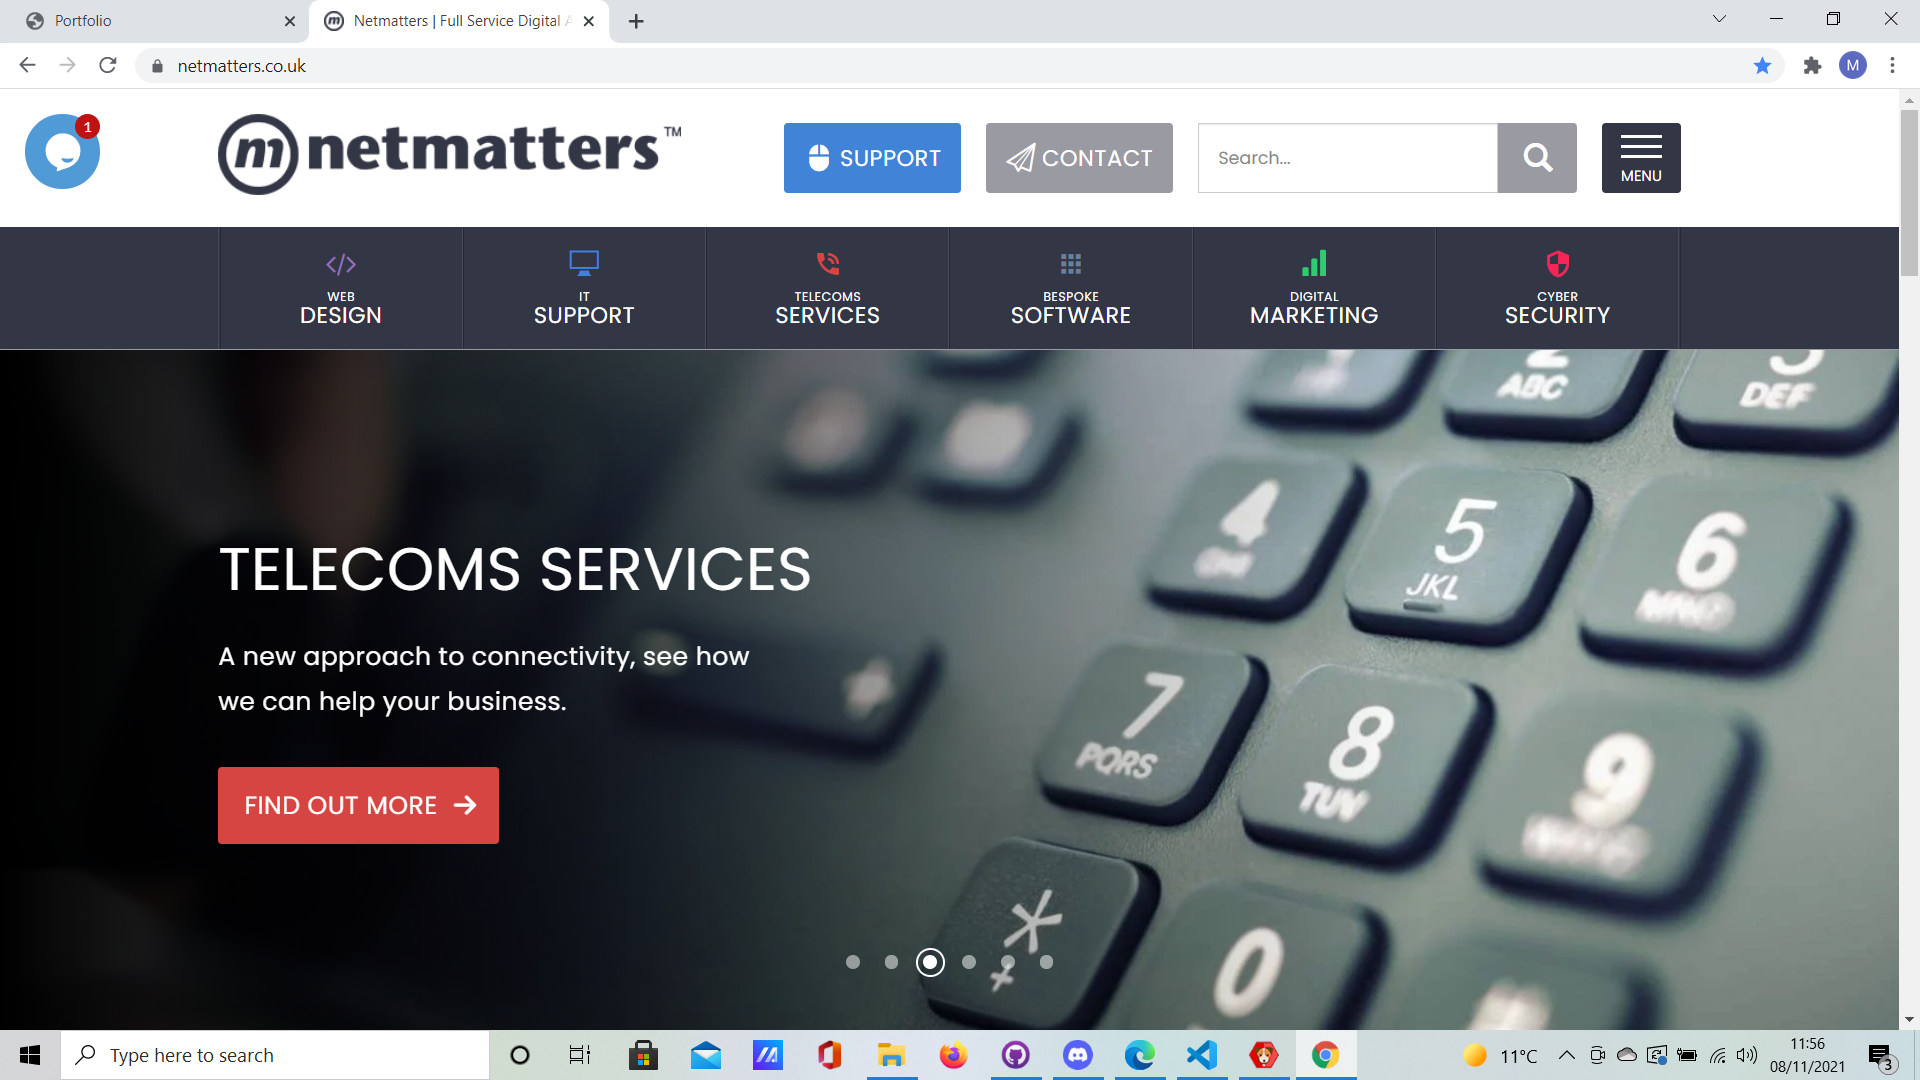 Portfolio
Netmatters | Full Service Digital A
netmatters.co.uk
M
1
m netmatters™
SUPPORT
CONTACT
Search...
MENU
WEB
DESIGN
IT
SUPPORT
TELECOMS
SERVICES
BESPOKE
SOFTWARE
DIGITAL
MARKETING
CYBER
SECURITY
2
ABC
3
DEF
4
5
JKL
6
7
PQRS
8
TUV
9
*
+
0
TELECOMS SERVICES
A new approach to connectivity, see how
we can help your business.
FIND OUT MORE
Type here to search
11°C
11:56
08/11/2021
3